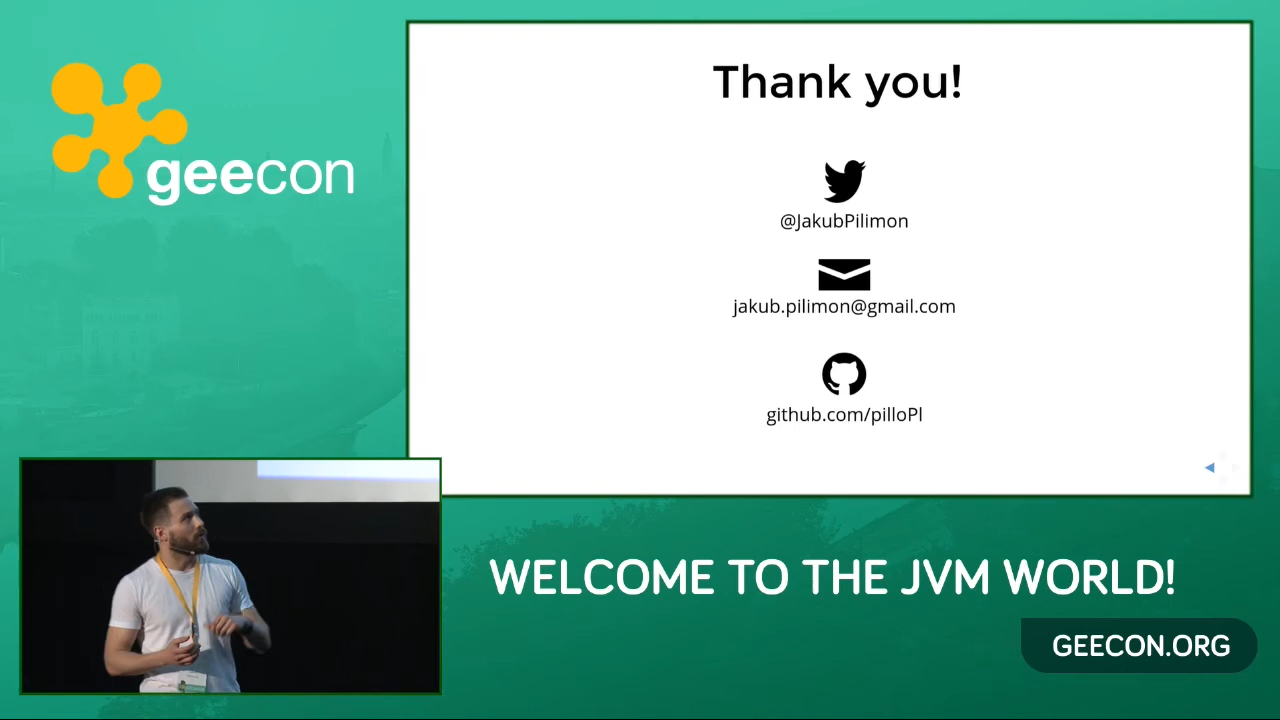 geecon
Thank you!
@JakubPilimon
jakub.pilimon@gmail.com
github.com/pilloPl
WELCOME TO THE JVM WORLD!
GEECON.ORG